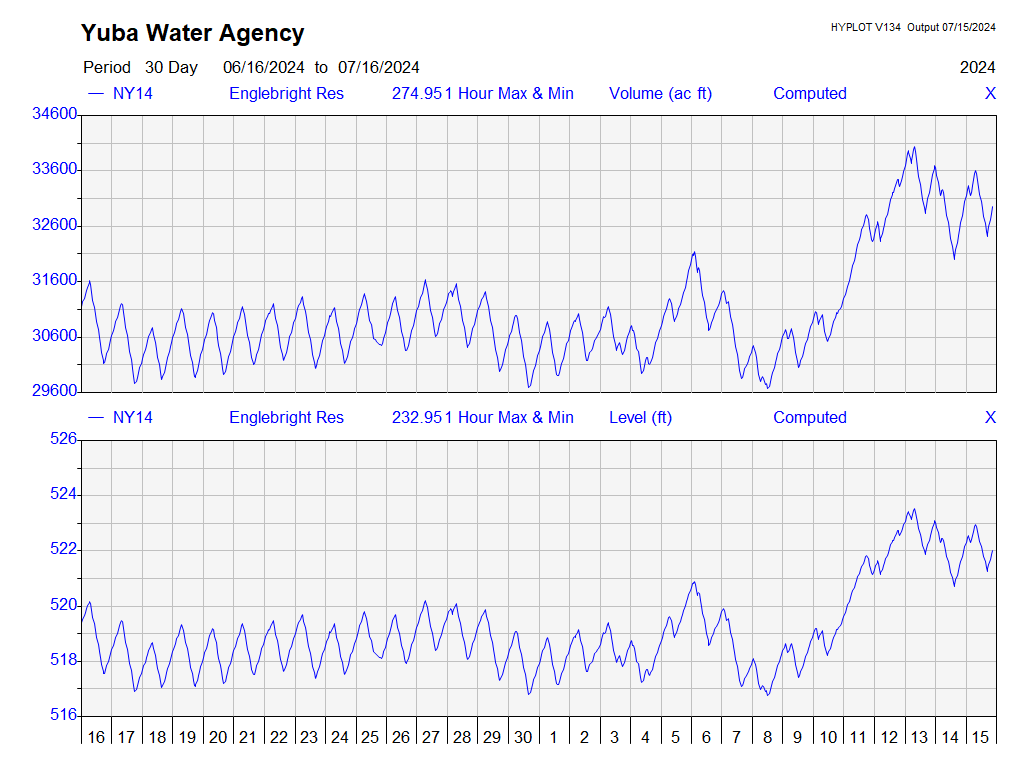 Yuba Water Agency
HYPLOT V134 Output 07/15/2024
Period 30 Day 06/16/2024 to 07/16/2024 2024
— NY14 Englebright Res 274.951 Hour Max & Min Volume (ac ft) Computed X
34600
33600
32600
31600
30600
29600
— NY14 Englebright Res 232.951 Hour Max & Min Level (ft) Computed X
526
524
522
520
518
516
16 17 18 19 20 21 22 23 24 25 26 27 28 29 30 1 2 3 4 5 6 7 8 9 10 11 12 13 14 15